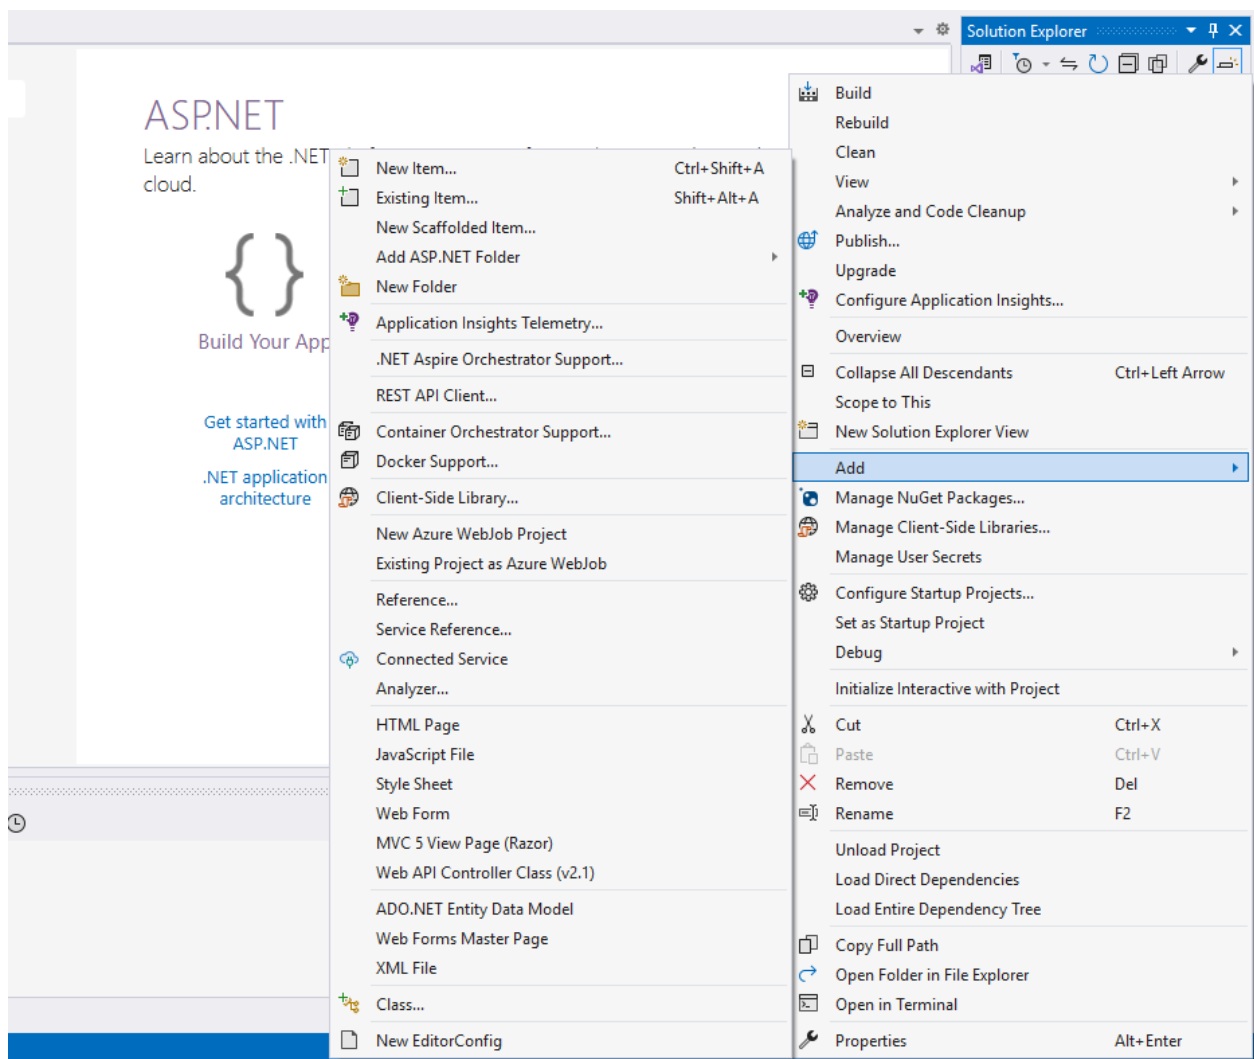 Solution Explorer
ASP.NET
Learn about the .NET
cloud.
{ }
Build Your App
Get started with
ASP.NET
.NET application
architecture
New Item... Ctrl+Shift+A
Existing Item... Shift+Alt+A
New Scaffolded Item...
Add ASP.NET Folder
New Folder
Application Insights Telemetry...
.NET Aspire Orchestrator Support...
REST API Client...
Container Orchestrator Support...
Docker Support...
Client-Side Library...
New Azure WebJob Project
Existing Project as Azure WebJob
Reference...
Service Reference...
Connected Service
Analyzer...
HTML Page
JavaScript File
Style Sheet
Web Form
MVC 5 View Page (Razor)
Web API Controller Class (v2.1)
ADO.NET Entity Data Model
Web Forms Master Page
XML File
Class...
New EditorConfig
Build
Rebuild
Clean
View
Analyze and Code Cleanup
Publish...
Upgrade
Configure Application Insights...
Overview
Collapse All Descendants Ctrl+Left Arrow
Scope to This
New Solution Explorer View
Add
Manage NuGet Packages...
Manage Client-Side Libraries...
Manage User Secrets
Configure Startup Projects...
Set as Startup Project
Debug
Initialize Interactive with Project
Cut Ctrl+X
Paste Ctrl+V
Remove Del
Rename F2
Unload Project
Load Direct Dependencies
Load Entire Dependency Tree
Copy Full Path
Open Folder in File Explorer
Open in Terminal
Properties Alt+Enter